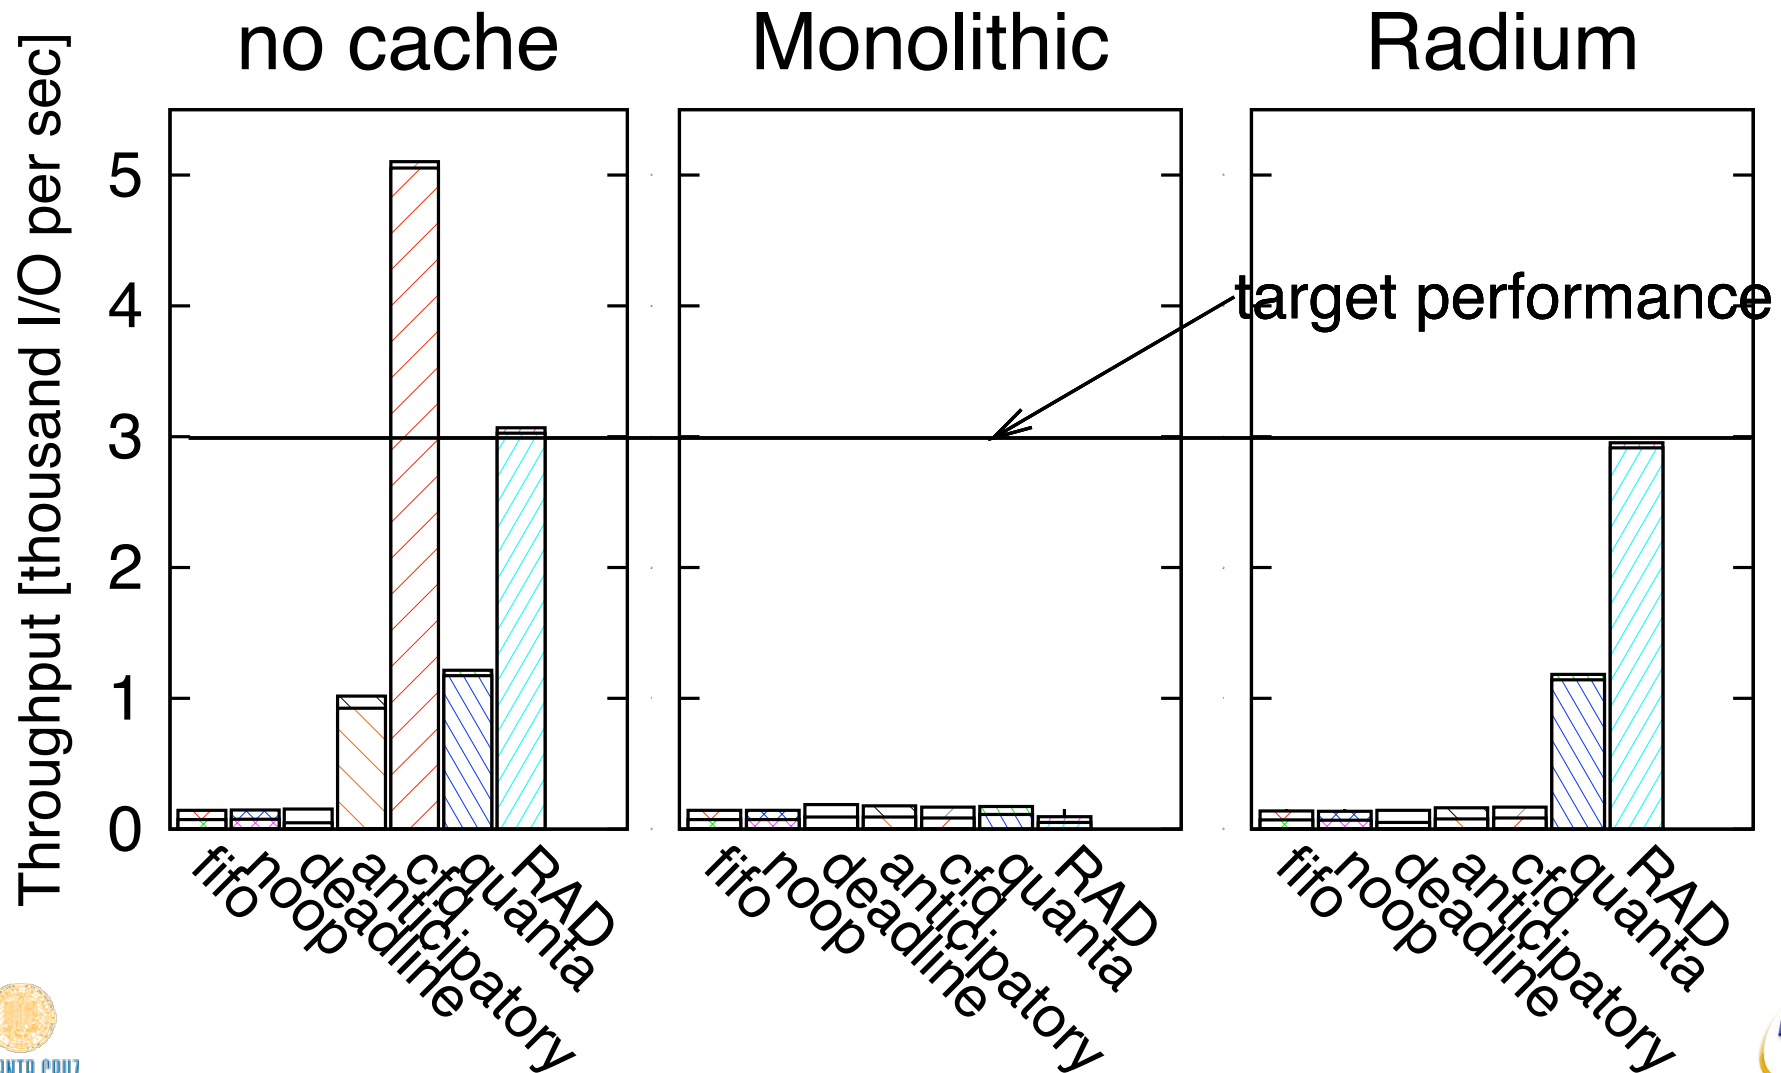 no cache
Monolithic
Radium
Throughput [thousand I/O per sec]
5
4
3
2
1
0
target performance
fifo
noop
deadline
anticipatory
cfq
quanta
RAD
fifo
noop
deadline
anticipatory
cfq
quanta
RAD
fifo
noop
deadline
anticipatory
cfq
quanta
RAD
CRUZ